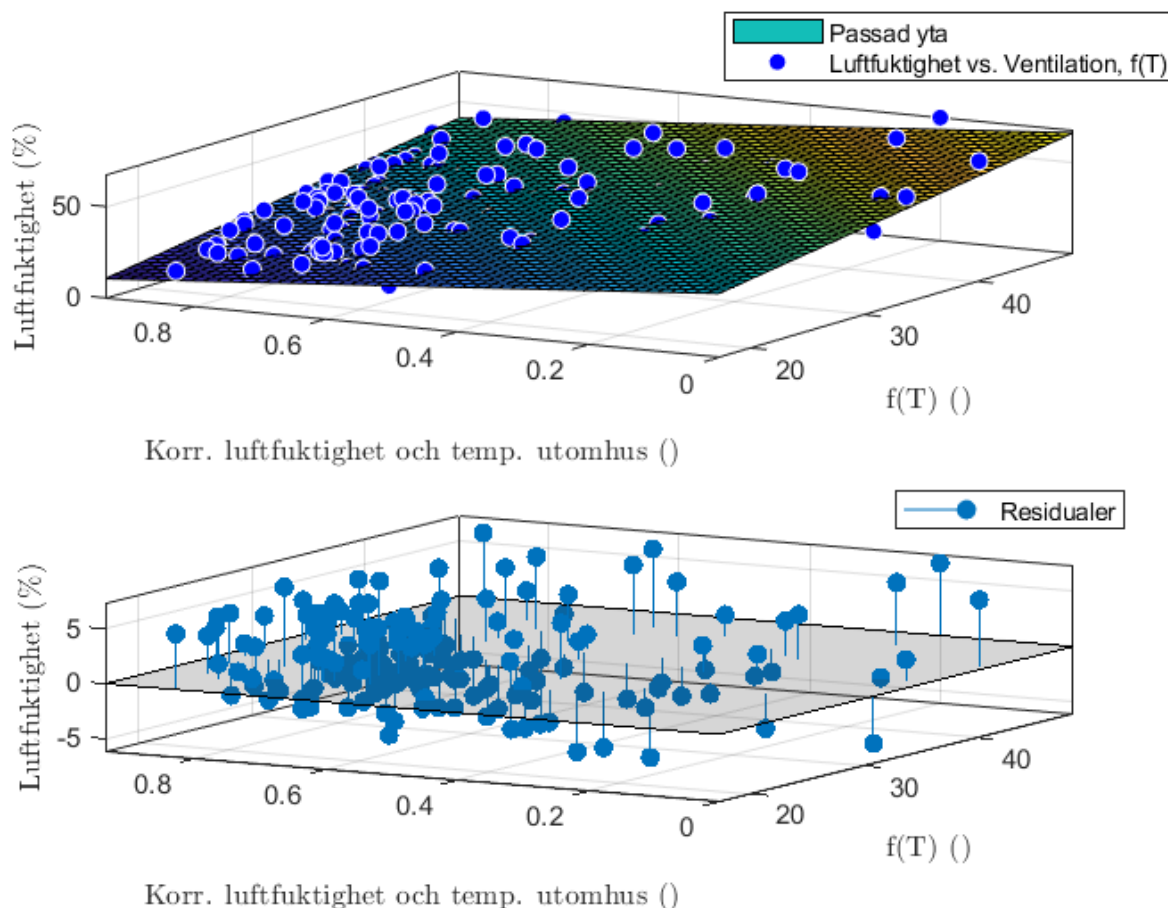 Passad yta
Luftfuktighet vs. Ventilation, f(T)
Luftfuktighet (%)
50
0
0.8
0.6
0.4
0.2
0
20
30
40
f(T) ()
Korr. luftfuktighet och temp. utomhus ()
Residualer
Luftfuktighet (%)
5
0
-5
0.8
0.6
0.4
0.2
0
20
30
40
f(T) ()
Korr. luftfuktighet och temp. utomhus ()